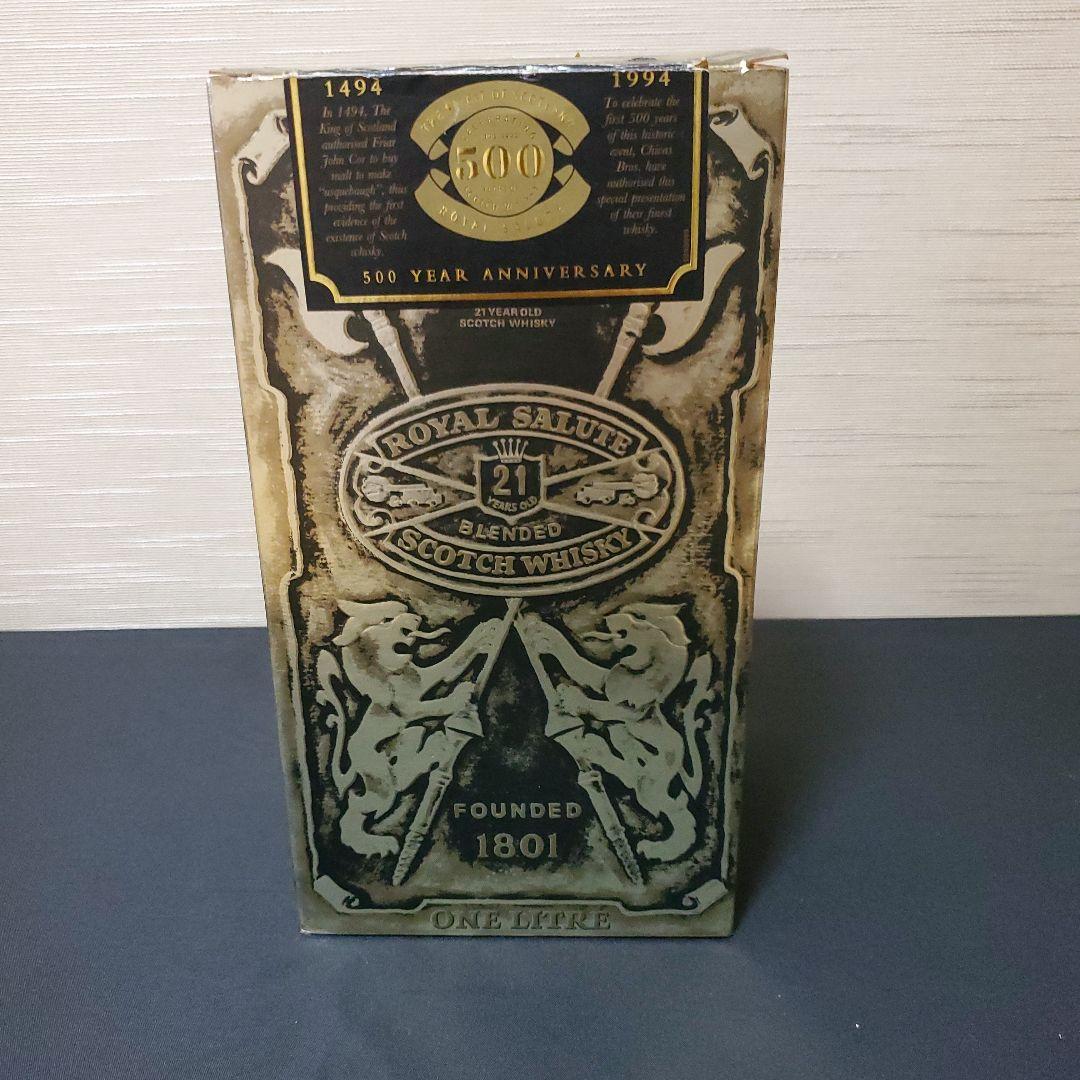 1494
In 1494, The
King of Scotland
authorised Friar
John Cor to buy
malt to make
"usquebaugh", thus
providing the first
evidence of the
existence of Scotch
whisky.
500
ROYAL SALUTE
1994
To celebrate the
first 500 years
of this historic
event, Chivas
Bros. have
authorised this
special presentation
of their finest
whisky.
500 YEAR ANNIVERSARY
21 YEAR OLD
SCOTCH WHISKY
ROYAL SALUTE
21
YEARS OLD
BLENDED
SCOTCH WHISKY
FOUNDED
1801
ONE LITRE